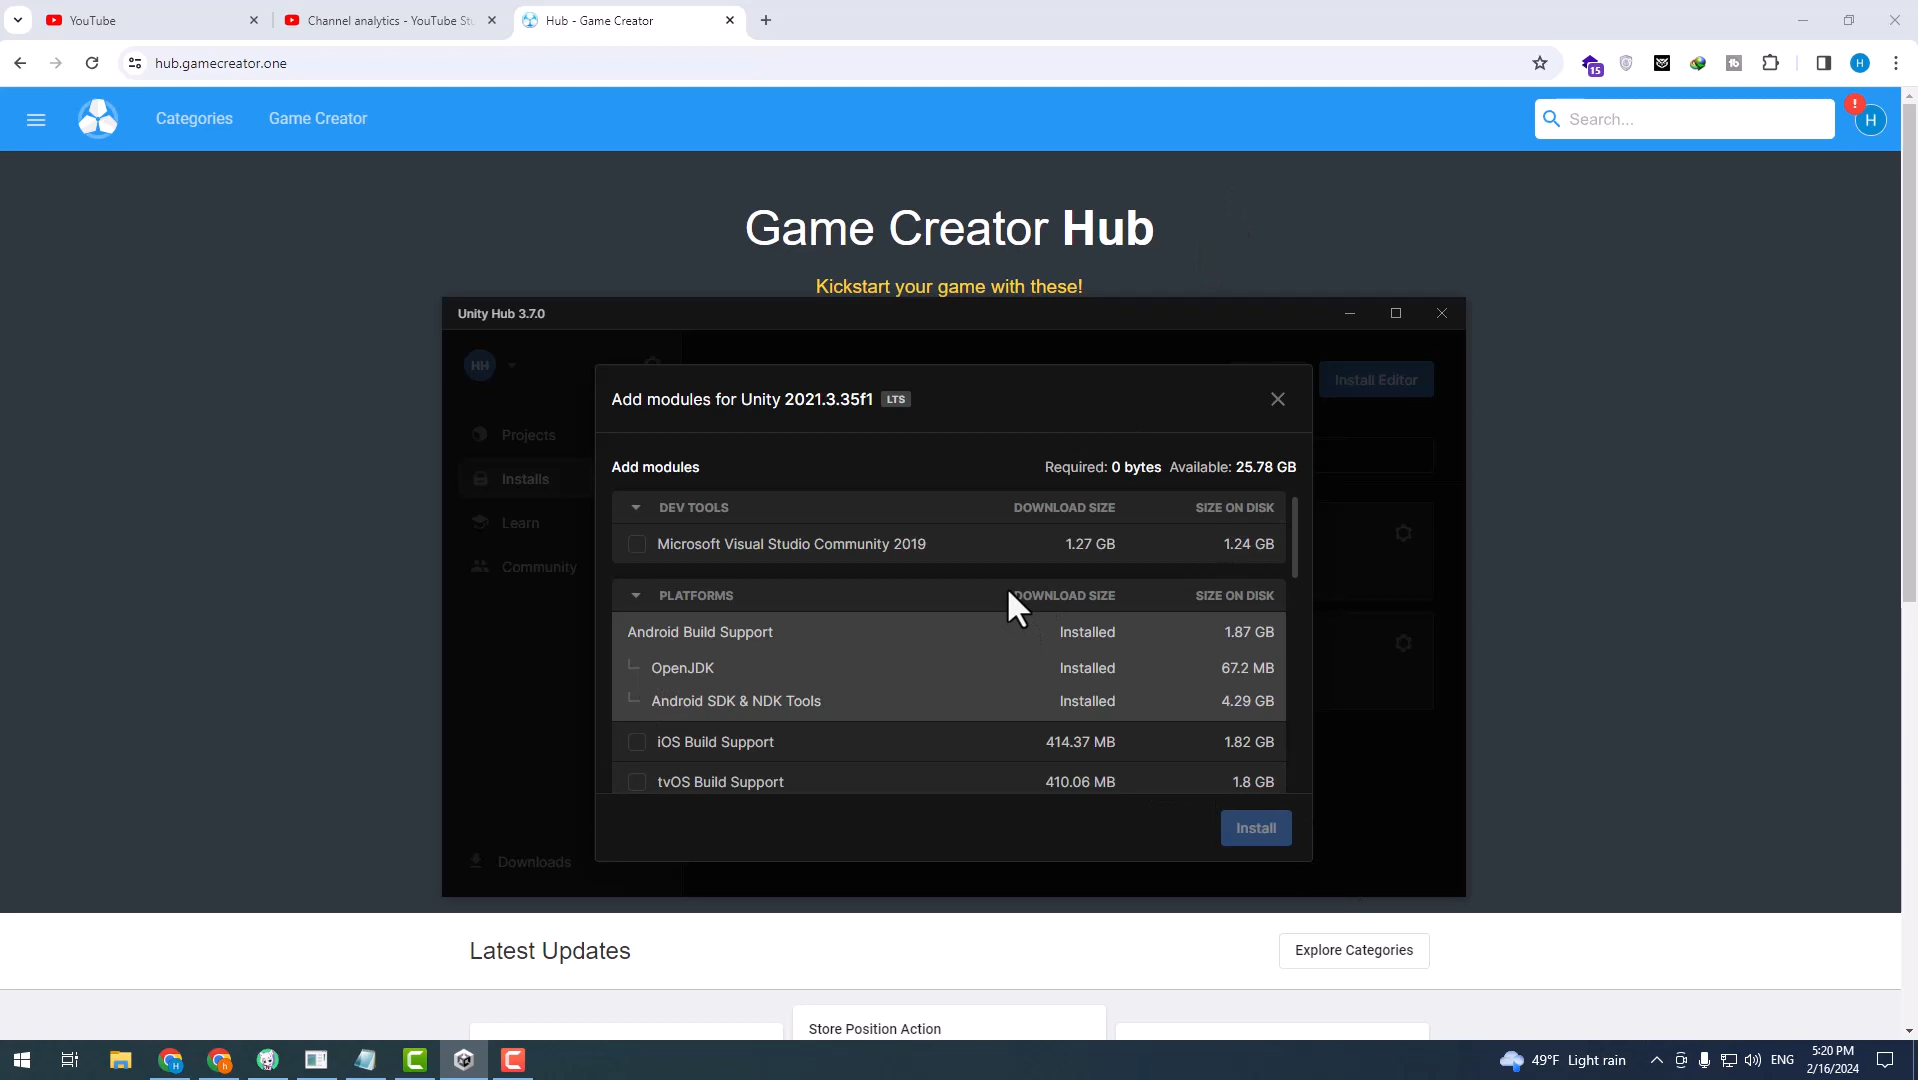 YouTube
Channel analytics - YouTube Stu
Hub - Game Creator
hub.gamecreator.one
15
H
Categories
Game Creator
Search...
!
H
Game Creator Hub
Kickstart your game with these!
Unity Hub 3.7.0
HH
Install Editor
Add modules for Unity 2021.3.35f1 LTS
Projects
Installs
Learn
Community
Downloads
Add modules
Required: 0 bytes Available: 25.78 GB
DEV TOOLS DOWNLOAD SIZE SIZE ON DISK
Microsoft Visual Studio Community 2019 1.27 GB 1.24 GB
PLATFORMS DOWNLOAD SIZE SIZE ON DISK
Android Build Support Installed 1.87 GB
OpenJDK Installed 67.2 MB
Android SDK & NDK Tools Installed 4.29 GB
iOS Build Support 414.37 MB 1.82 GB
tvOS Build Support 410.06 MB 1.8 GB
Install
Latest Updates
Explore Categories
Store Position Action
49°F Light rain
ENG
5:20 PM
2/16/2024